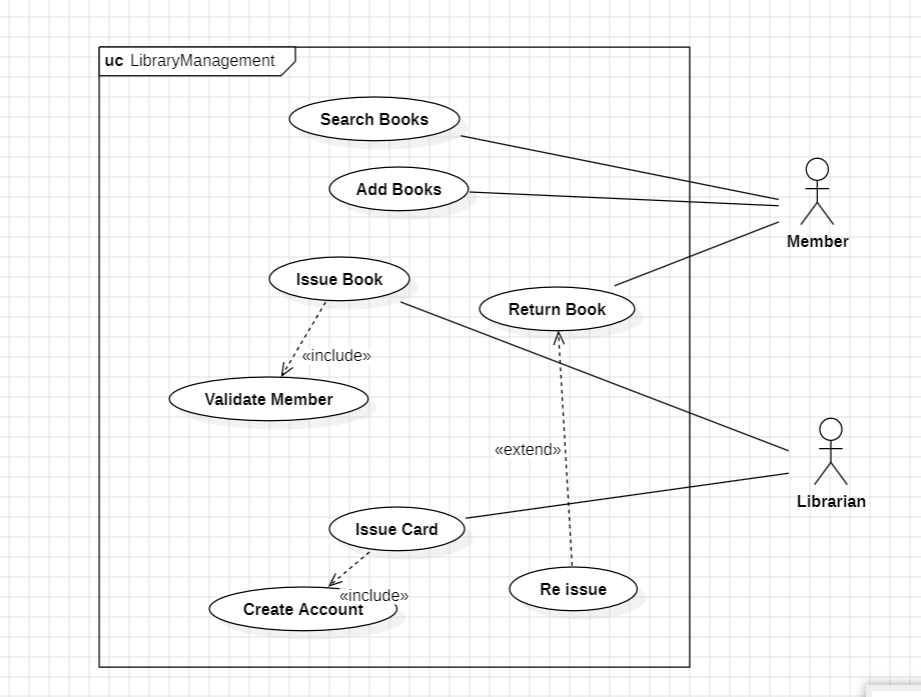 uc LibraryManagement
Search Books
Add Books
Member
Issue Book
Return Book
«include»
Validate Member
«extend»
Librarian
Issue Card
Re issue
«include»
Create Account